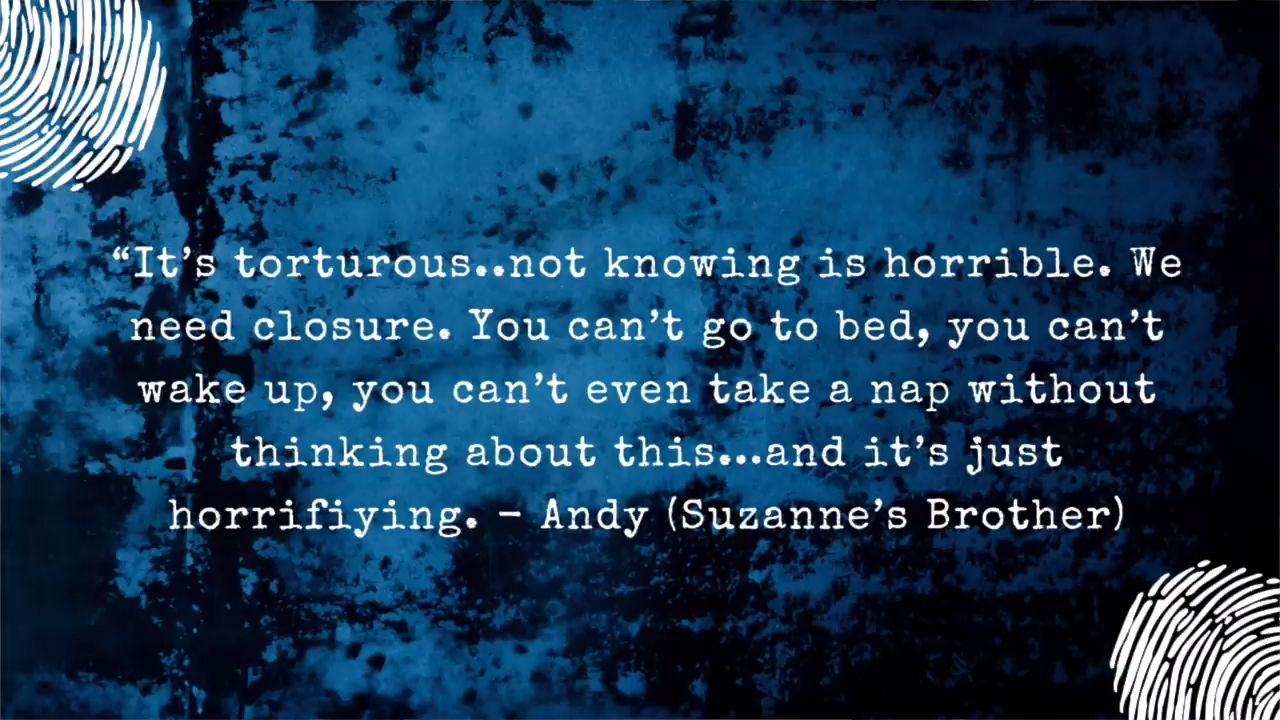 “It’s torturous..not knowing is horrible. We
need closure. You can’t go to bed, you can’t
wake up, you can’t even take a nap without
thinking about this...and it’s just
horrifiying. – Andy (Suzanne’s Brother)